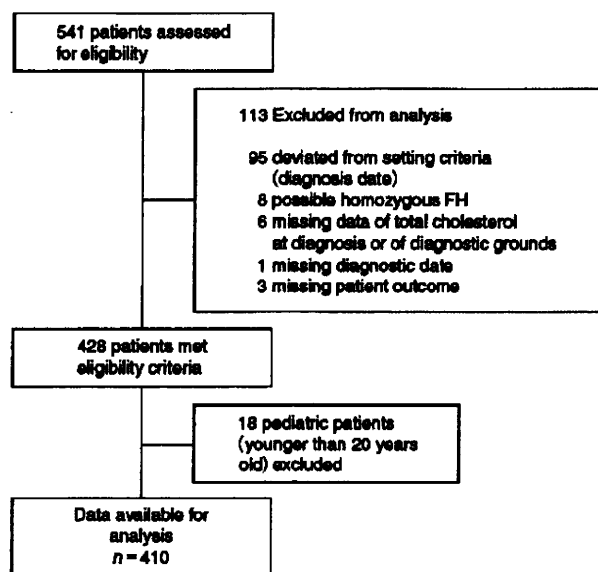 541 patients assessed
for eligibility
113 Excluded from analysis
95 deviated from setting criteria
(diagnosis date)
8 possible homozygous FH
6 missing data of total cholesterol
at diagnosis or of diagnostic grounds
1 missing diagnostic date
3 missing patient outcome
428 patients met
eligibility criteria
18 pediatric patients
(younger than 20 years
old) excluded
Data available for
analysis
n=410